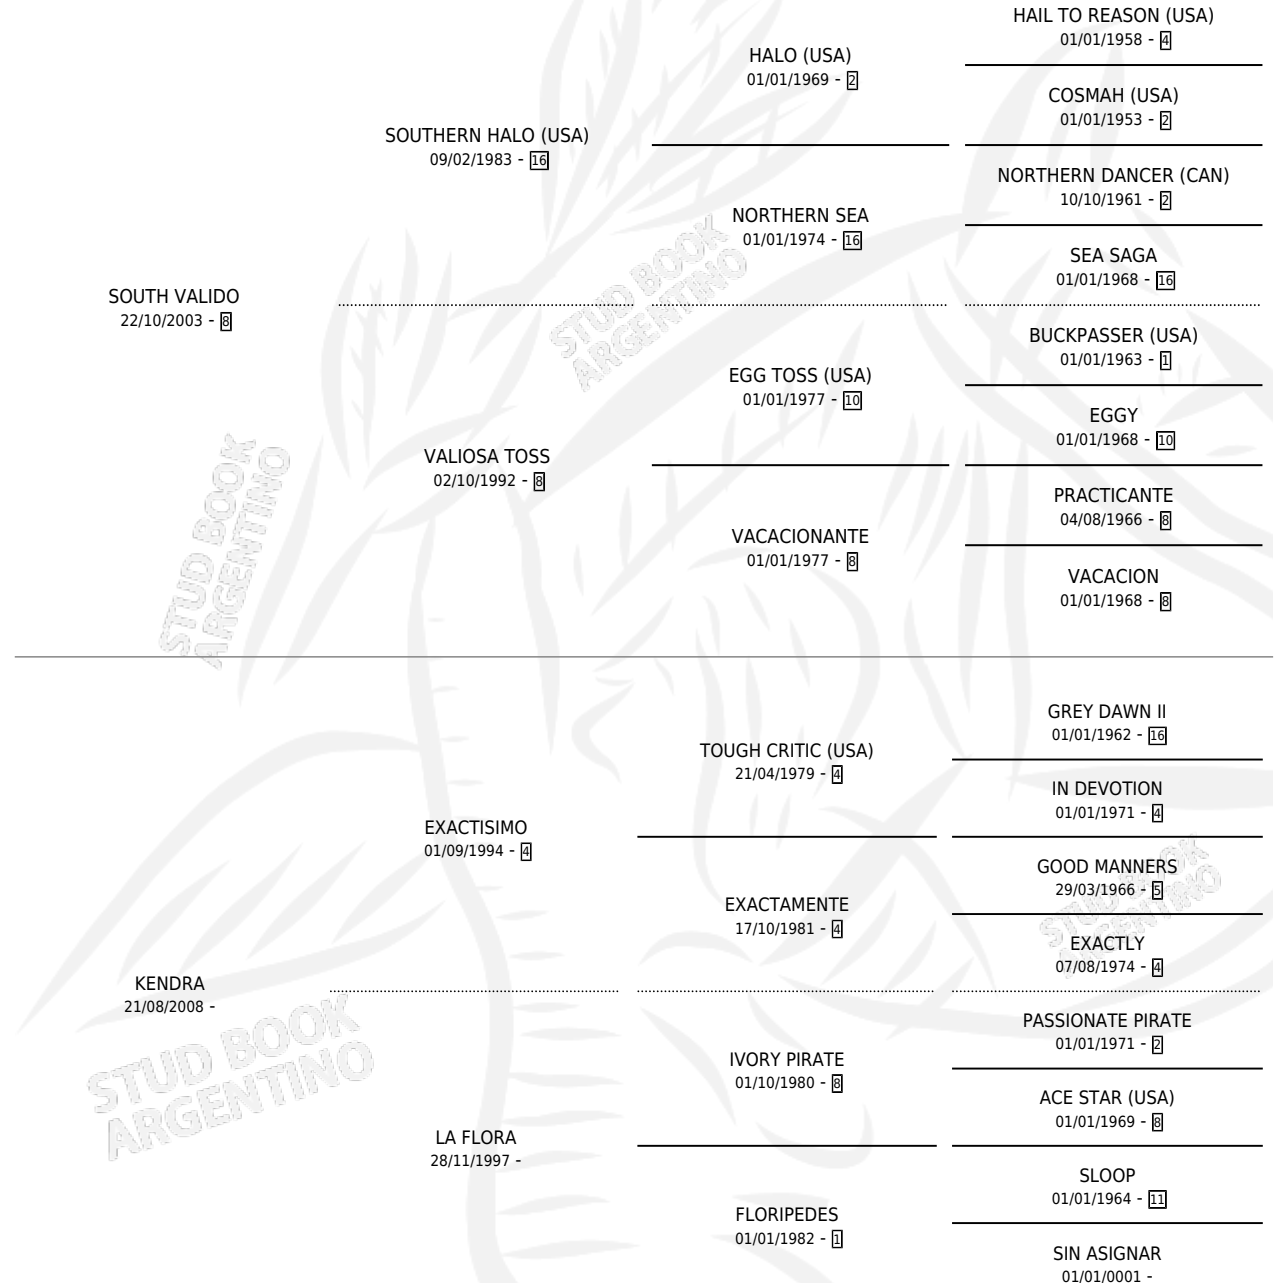 HAIL TO REASON (USA)
01/01/1958 - 4
HALO (USA)
01/01/1969 - 2
COSMAH (USA)
01/01/1953 - 2
SOUTHERN HALO (USA)
09/02/1983 - 16
NORTHERN DANCER (CAN)
10/10/1961 - 2
NORTHERN SEA
01/01/1974 - 16
SEA SAGA
01/01/1968 - 16
SOUTH VALIDO
22/10/2003 - 8
BUCKPASSER (USA)
01/01/1963 - 1
EGG TOSS (USA)
01/01/1977 - 10
EGGY
01/01/1968 - 10
VALIOSA TOSS
02/10/1992 - 8
PRACTICANTE
04/08/1966 - 8
VACACIONANTE
01/01/1977 - 8
VACACION
01/01/1968 - 8
GREY DAWN II
01/01/1962 - 16
TOUGH CRITIC (USA)
21/04/1979 - 4
IN DEVOTION
01/01/1971 - 4
EXACTISIMO
01/09/1994 - 4
GOOD MANNERS
29/03/1966 - 5
EXACTAMENTE
17/10/1981 - 4
EXACTLY
07/08/1974 - 4
KENDRA
21/08/2008 -
PASSIONATE PIRATE
01/01/1971 - 2
IVORY PIRATE
01/10/1980 - 8
ACE STAR (USA)
01/01/1969 - 8
LA FLORA
28/11/1997 -
SLOOP
01/01/1964 - 11
FLORIPEDES
01/01/1982 - 1
SIN ASIGNAR
01/01/0001 -
STUD BOOK
ARGENTINO
STUD BOOK
ARGENTINO
STUD BOOK
ARGENTINO
STUD BOOK
ARGENTINO